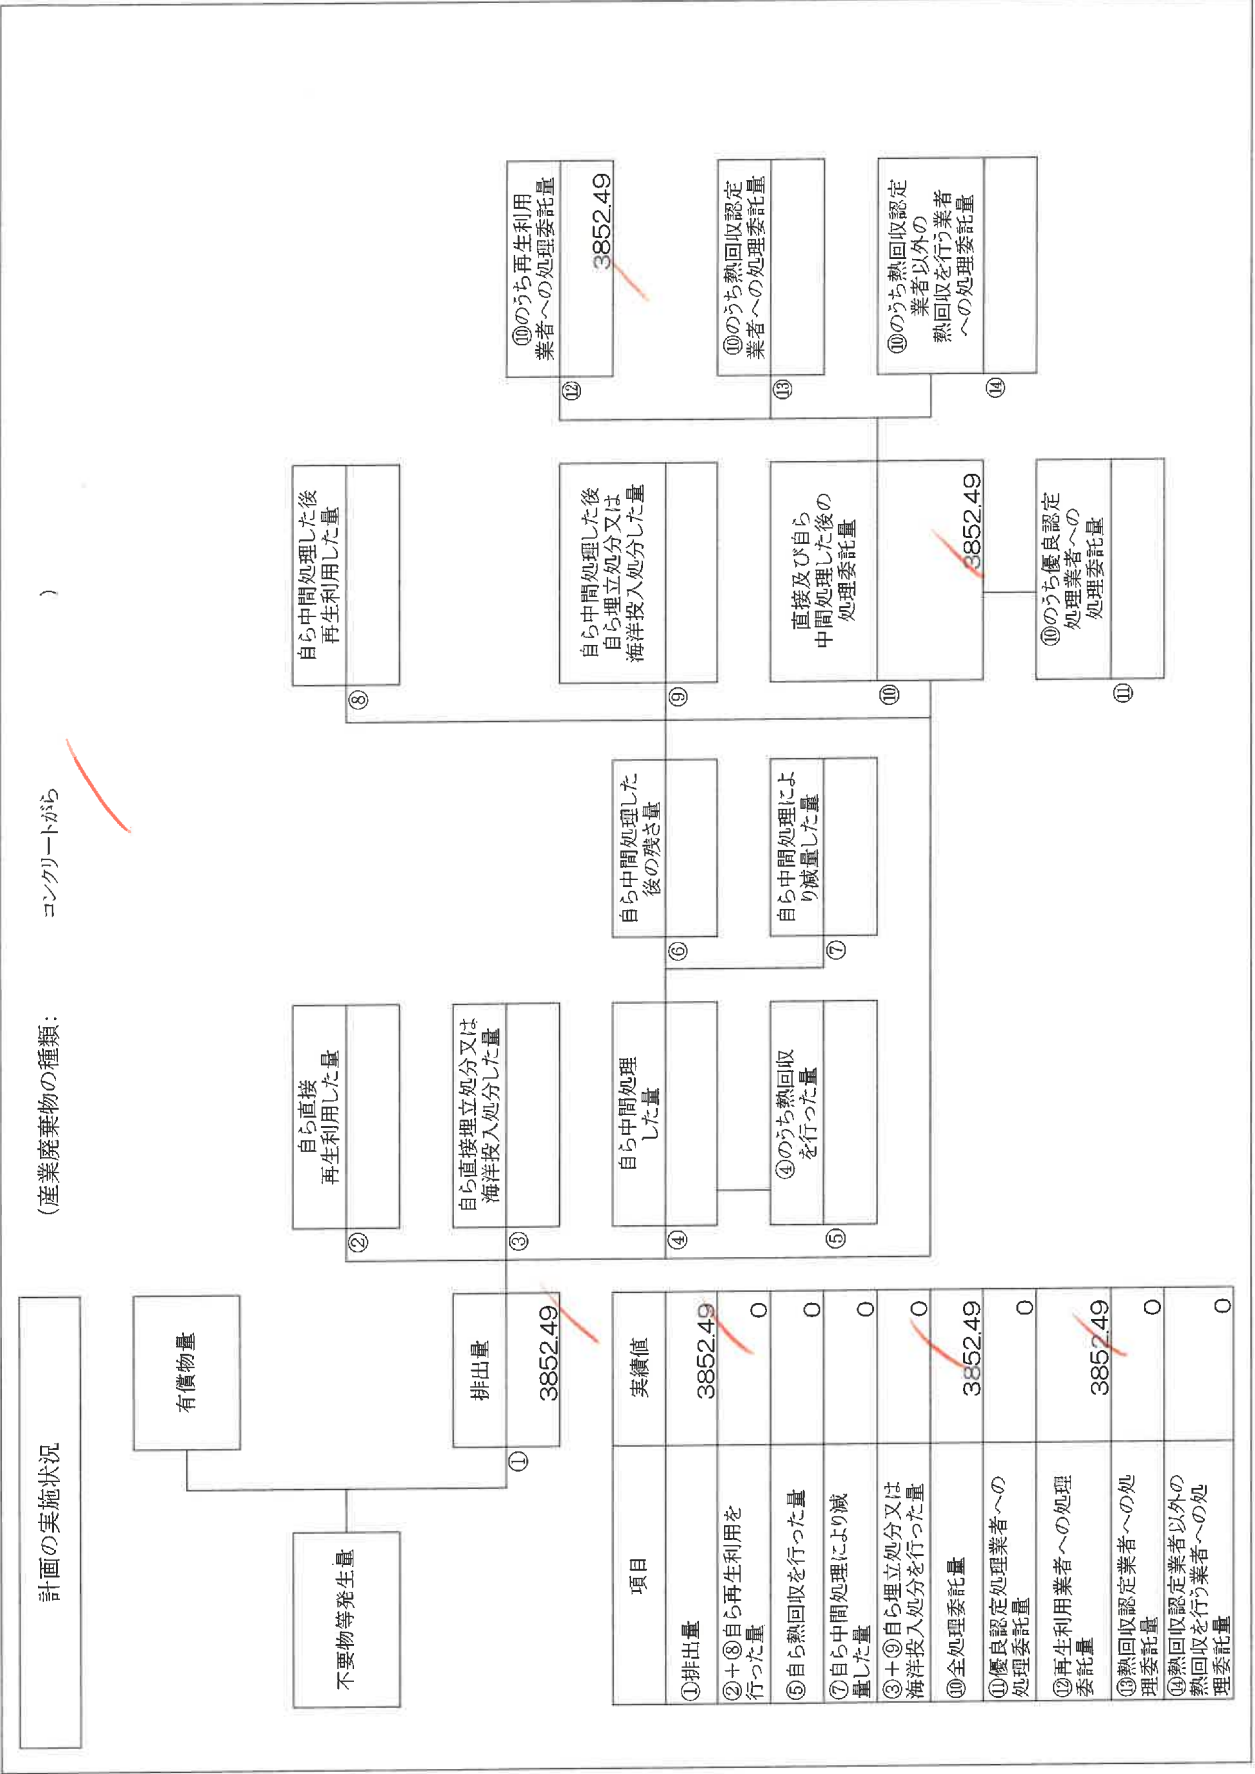 計画の実施状況
(産業廃棄物の種類: コンクリートがら )
有償物量
不要物等発生量
①
排出量
3852.49
②
自ら直接
再生利用した量
③
自ら直接埋立処分又は
海洋投入処分した量
④
自ら中間処理
した量
⑤
④のうち熱回収
を行った量
⑥
自ら中間処理した
後の残さ量
⑦
自ら中間処理によ
り減量した量
⑧
自ら中間処理した後
再生利用した量
⑨
自ら中間処理した後
自ら埋立処分又は
海洋投入処分した量
⑩
直接及び自ら
中間処理した後の
処理委託量
3852.49
⑪
⑩のうち優良認定
処理業者への
処理委託量
⑫
⑩のうち再生利用
業者への処理委託量
3852.49
⑬
⑩のうち熱回収認定
業者への処理委託量
⑭
⑩のうち熱回収認定
業者以外の
熱回収を行う業者
への処理委託量
項目 実績値
①排出量 3852.49
②+⑧自ら再生利用を
行った量 0
⑤自ら熱回収を行った量 0
⑦自ら中間処理により減
量した量 0
③+⑨自ら埋立処分又は
海洋投入処分を行った量 0
⑩全処理委託量 3852.49
⑪優良認定処理業者への
処理委託量 0
⑫再生利用業者への処理
委託量 3852.49
⑬熱回収認定業者への処
理委託量 0
⑭熱回収認定業者以外の
熱回収を行う業者への処
理委託量 0